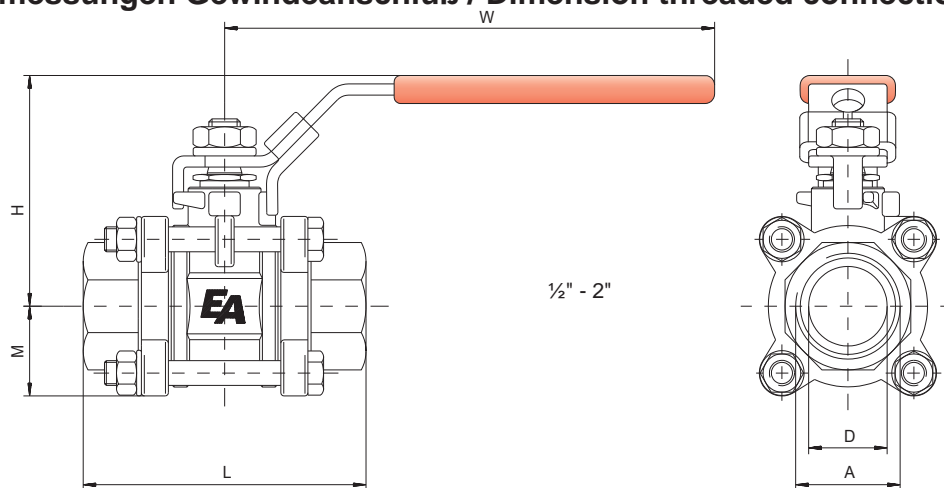 messungen Gewindeanschluß / Dimension threaded connectio
W
H
M
EA
½" - 2"
L
D
A